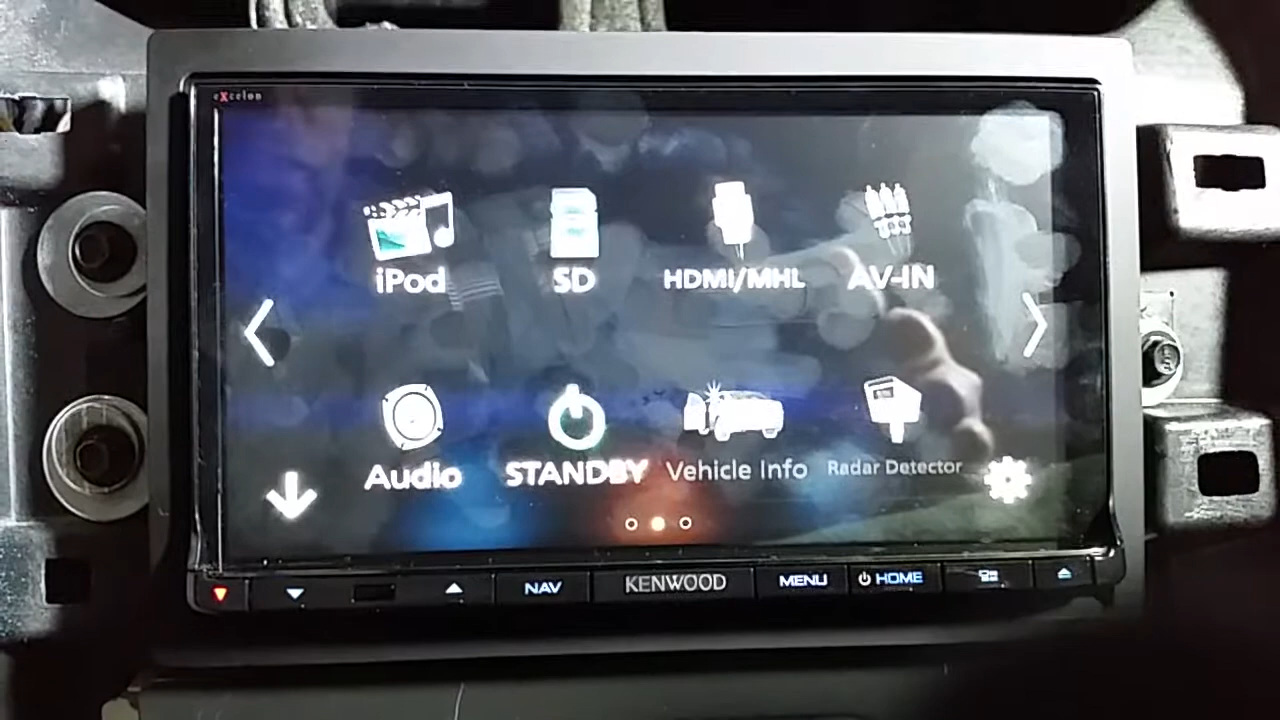 eXcelon
iPod SD HDMI/MHL AV-IN
Audio STANDBY Vehicle Info Radar Detector
NAV KENWOOD MENU HOME